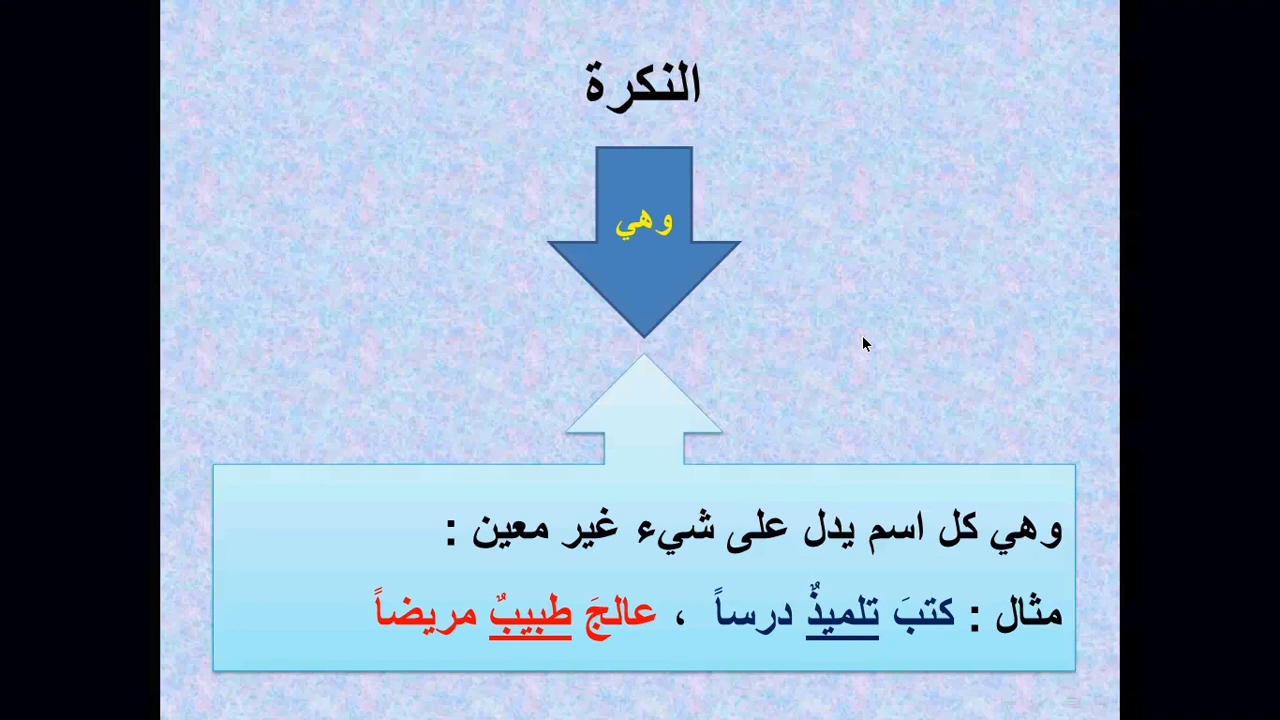 النكرة
وهي
وهي كل اسم يدل على شيء غير معين :
مثال : كتبَ تلميذٌ درساً ، عالجَ طبيبٌ مريضاً